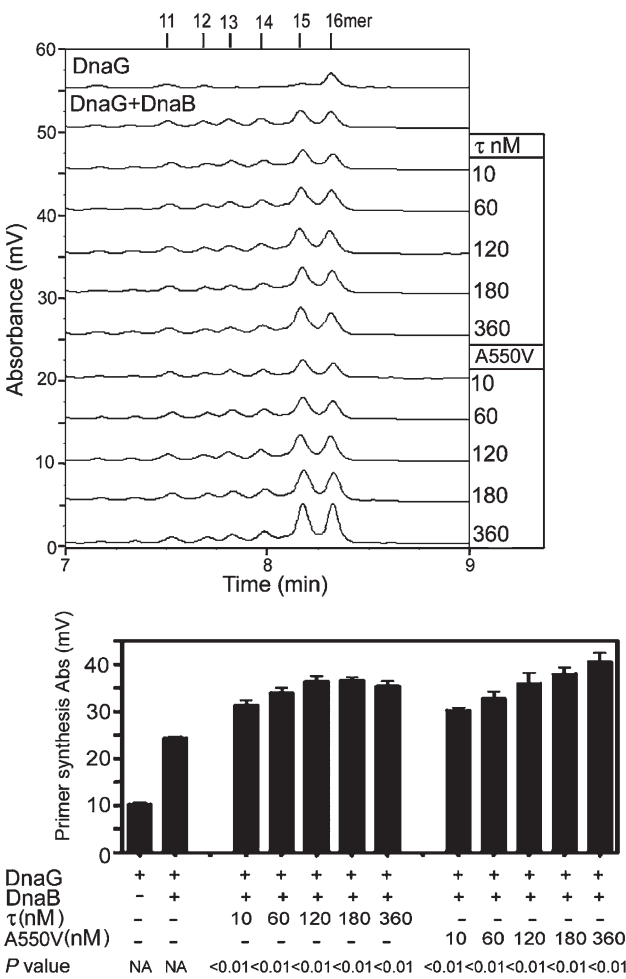 11 12 13 14 15 16mer
60
DnaG
DnaG+DnaB
50
τ nM
10
40
60
120
30
180
360
A550V
20
10
60
10
120
180
0
360
7 8 9
Absorbance (mV)
Time (min)
Primer synthesis Abs (mV)
40
30
20
10
0
DnaG + + + + + + + + + + + +
DnaB - + + + + + + + + + + +
τ(nM) - - 10 60 120 180 360 - - - - -
A550V(nM) - - - - - - - 10 60 120 180 360
P value NA NA <0.01 <0.01 <0.01 <0.01 <0.01 <0.01 <0.01 <0.01 <0.01 <0.01